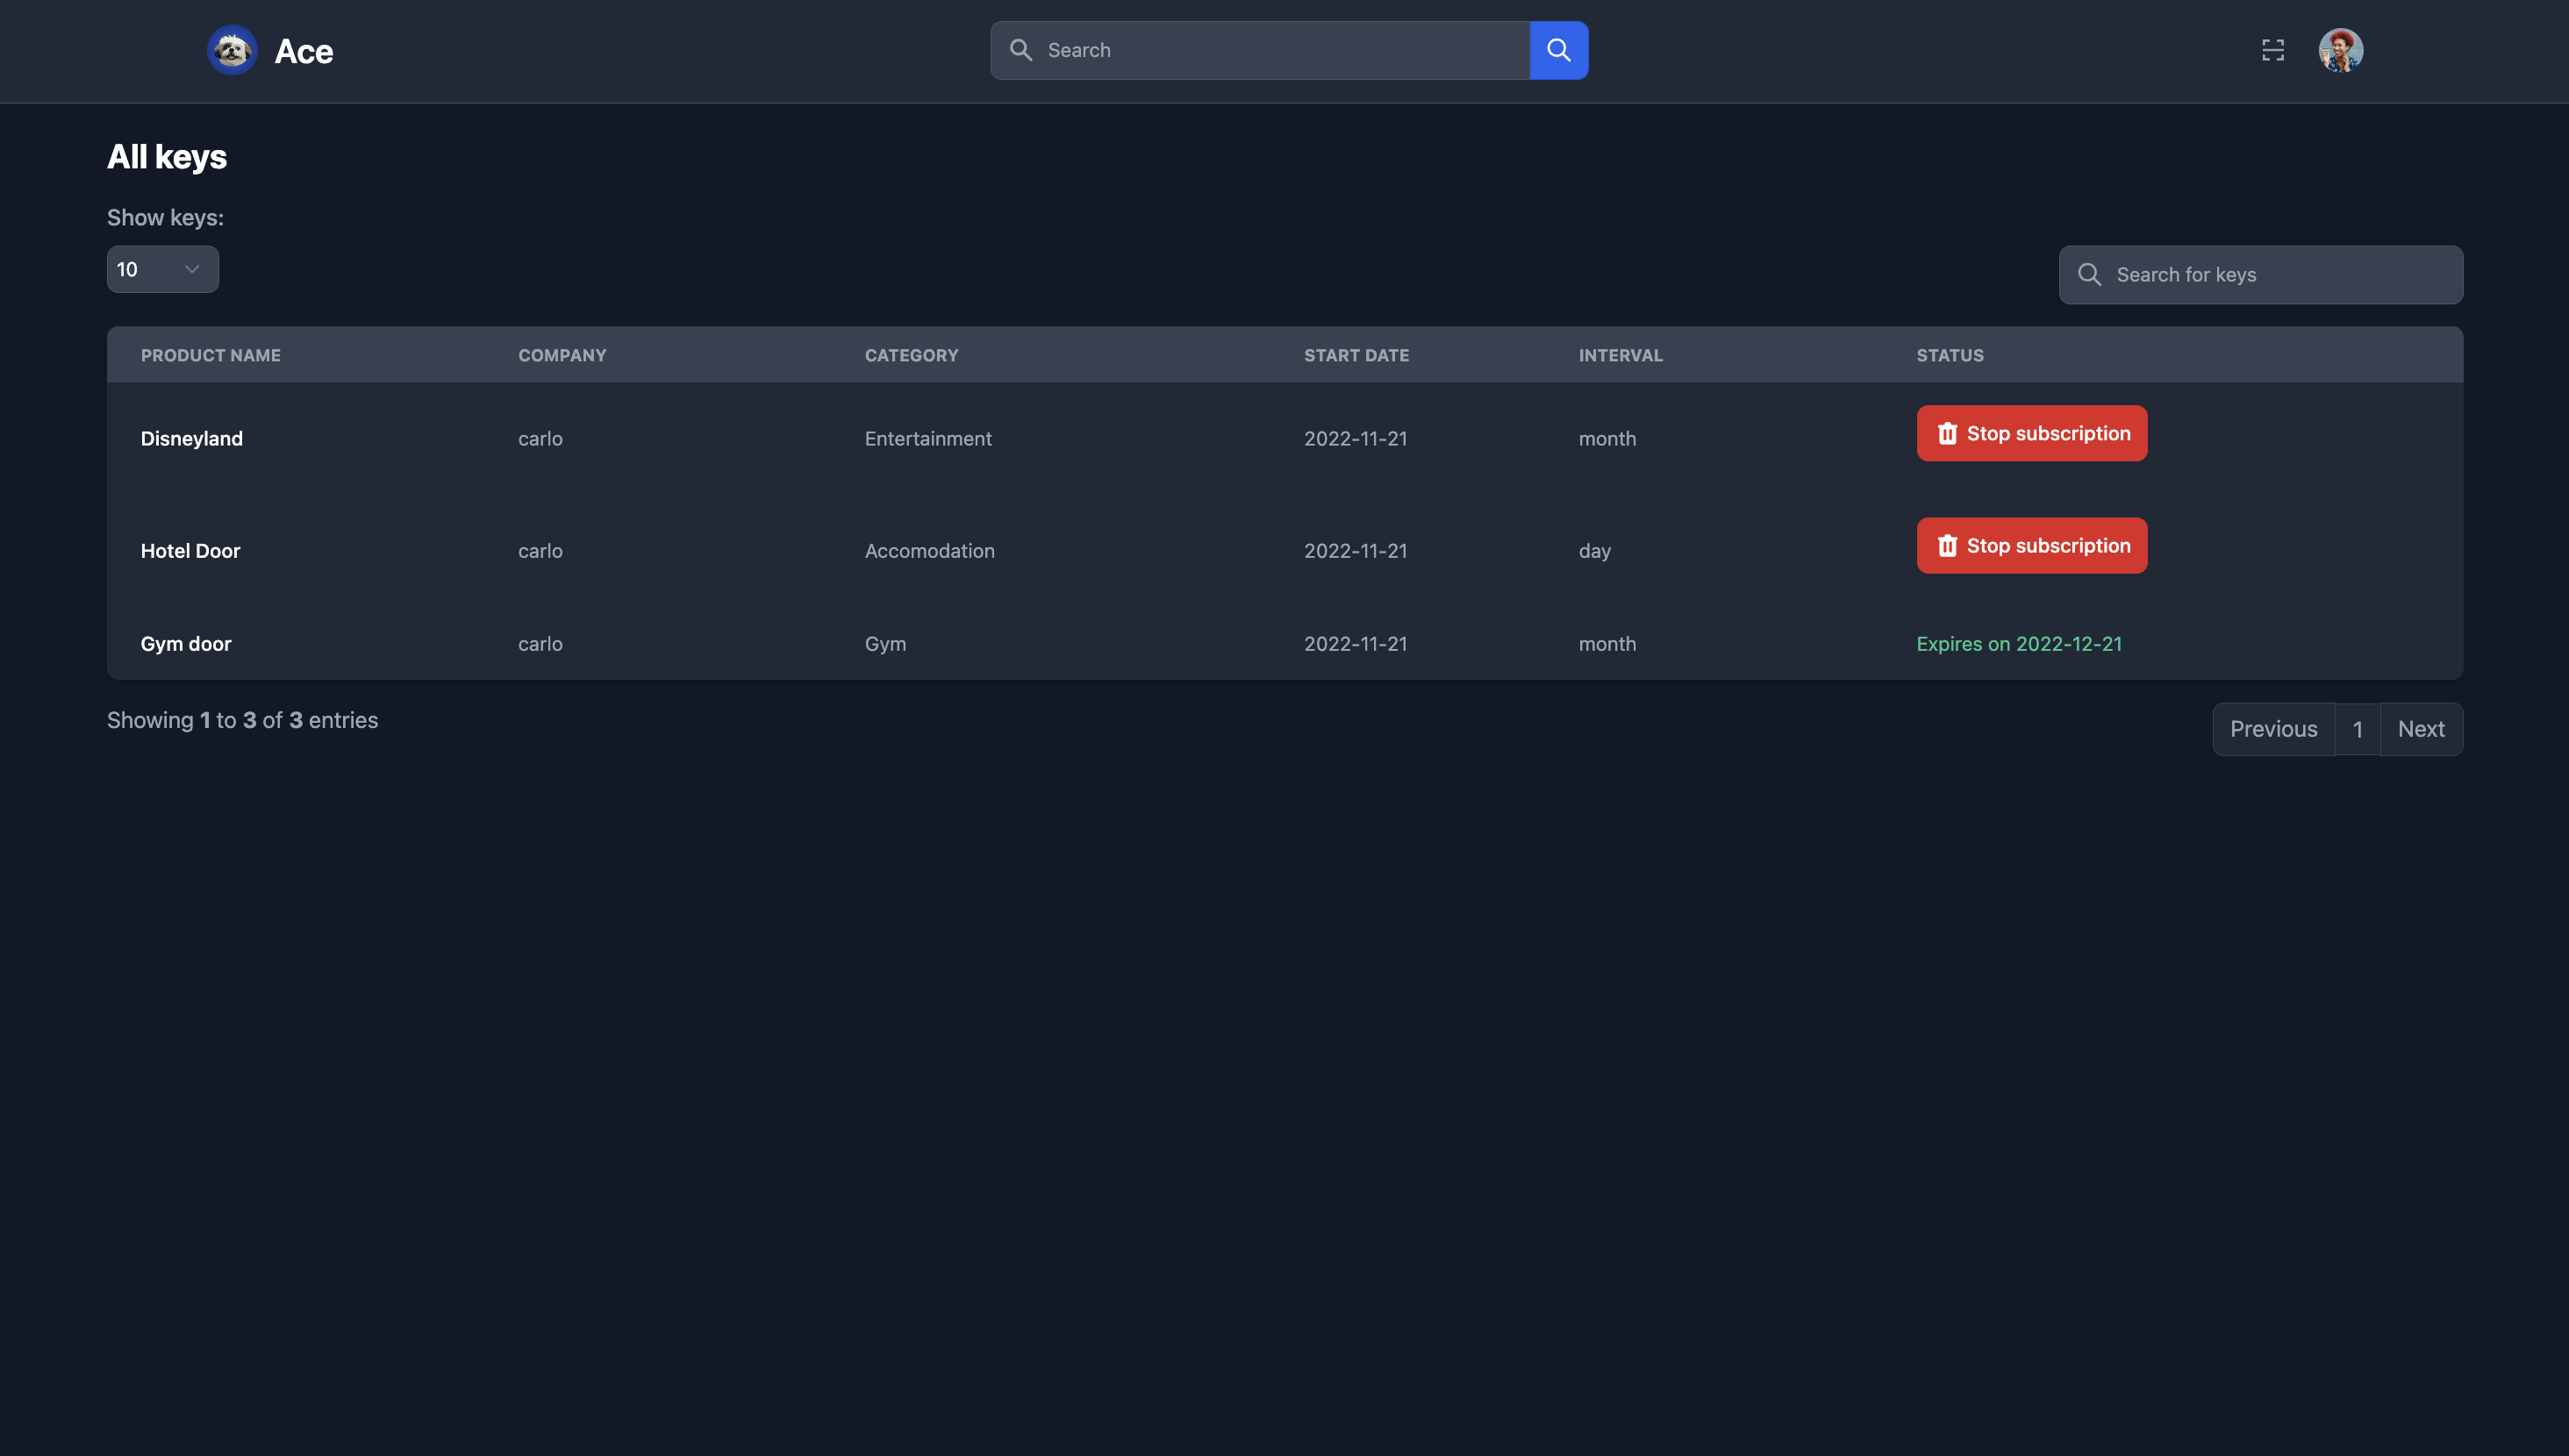 Ace
Search
All keys
Show keys:
10
Search for keys
PRODUCT NAME COMPANY CATEGORY START DATE INTERVAL STATUS
Disneyland carlo Entertainment 2022-11-21 month Stop subscription
Hotel Door carlo Accomodation 2022-11-21 day Stop subscription
Gym door carlo Gym 2022-11-21 month Expires on 2022-12-21
Showing 1 to 3 of 3 entries
Previous 1 Next